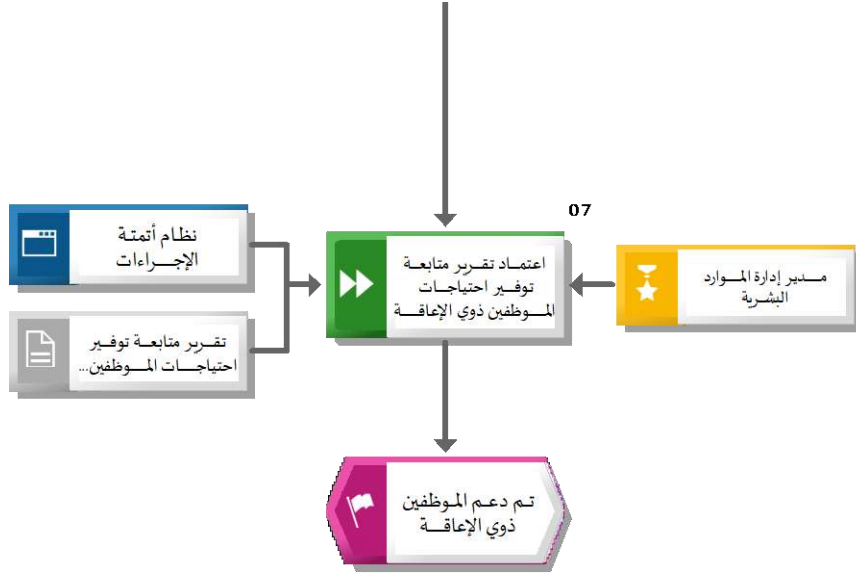 07
نظام أتمتة
الإجراءات
اعتماد تقرير متابعة
توفير احتياجات
الموظفين ذوي الإعاقة
مدير إدارة الموارد
البشرية
تقرير متابعة توفير
احتياجات الموظفين...
تم دعم الموظفين
ذوي الإعاقة